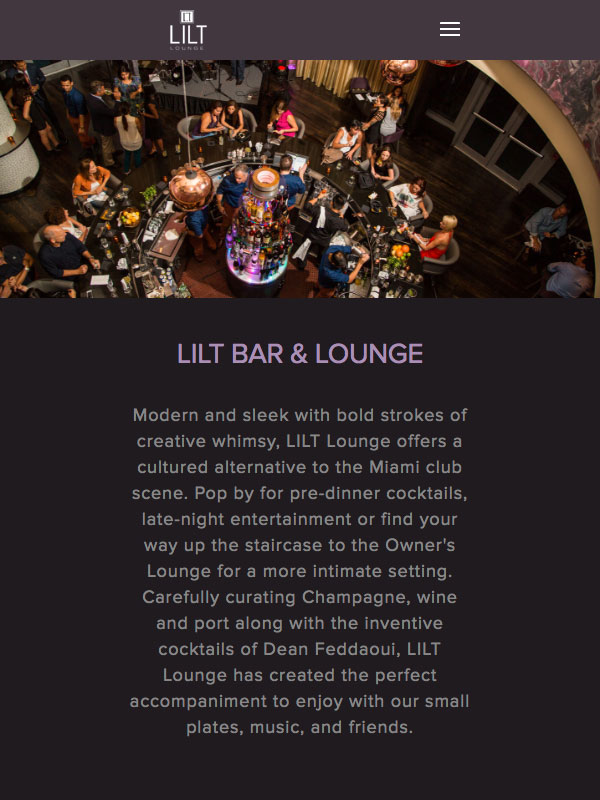 LT
LILT
LOUNGE
LILT BAR & LOUNGE
Modern and sleek with bold strokes of
creative whimsy, LILT Lounge offers a
cultured alternative to the Miami club
scene. Pop by for pre-dinner cocktails,
late-night entertainment or find your
way up the staircase to the Owner's
Lounge for a more intimate setting.
Carefully curating Champagne, wine
and port along with the inventive
cocktails of Dean Feddaoui, LILT
Lounge has created the perfect
accompaniment to enjoy with our small
plates, music, and friends.